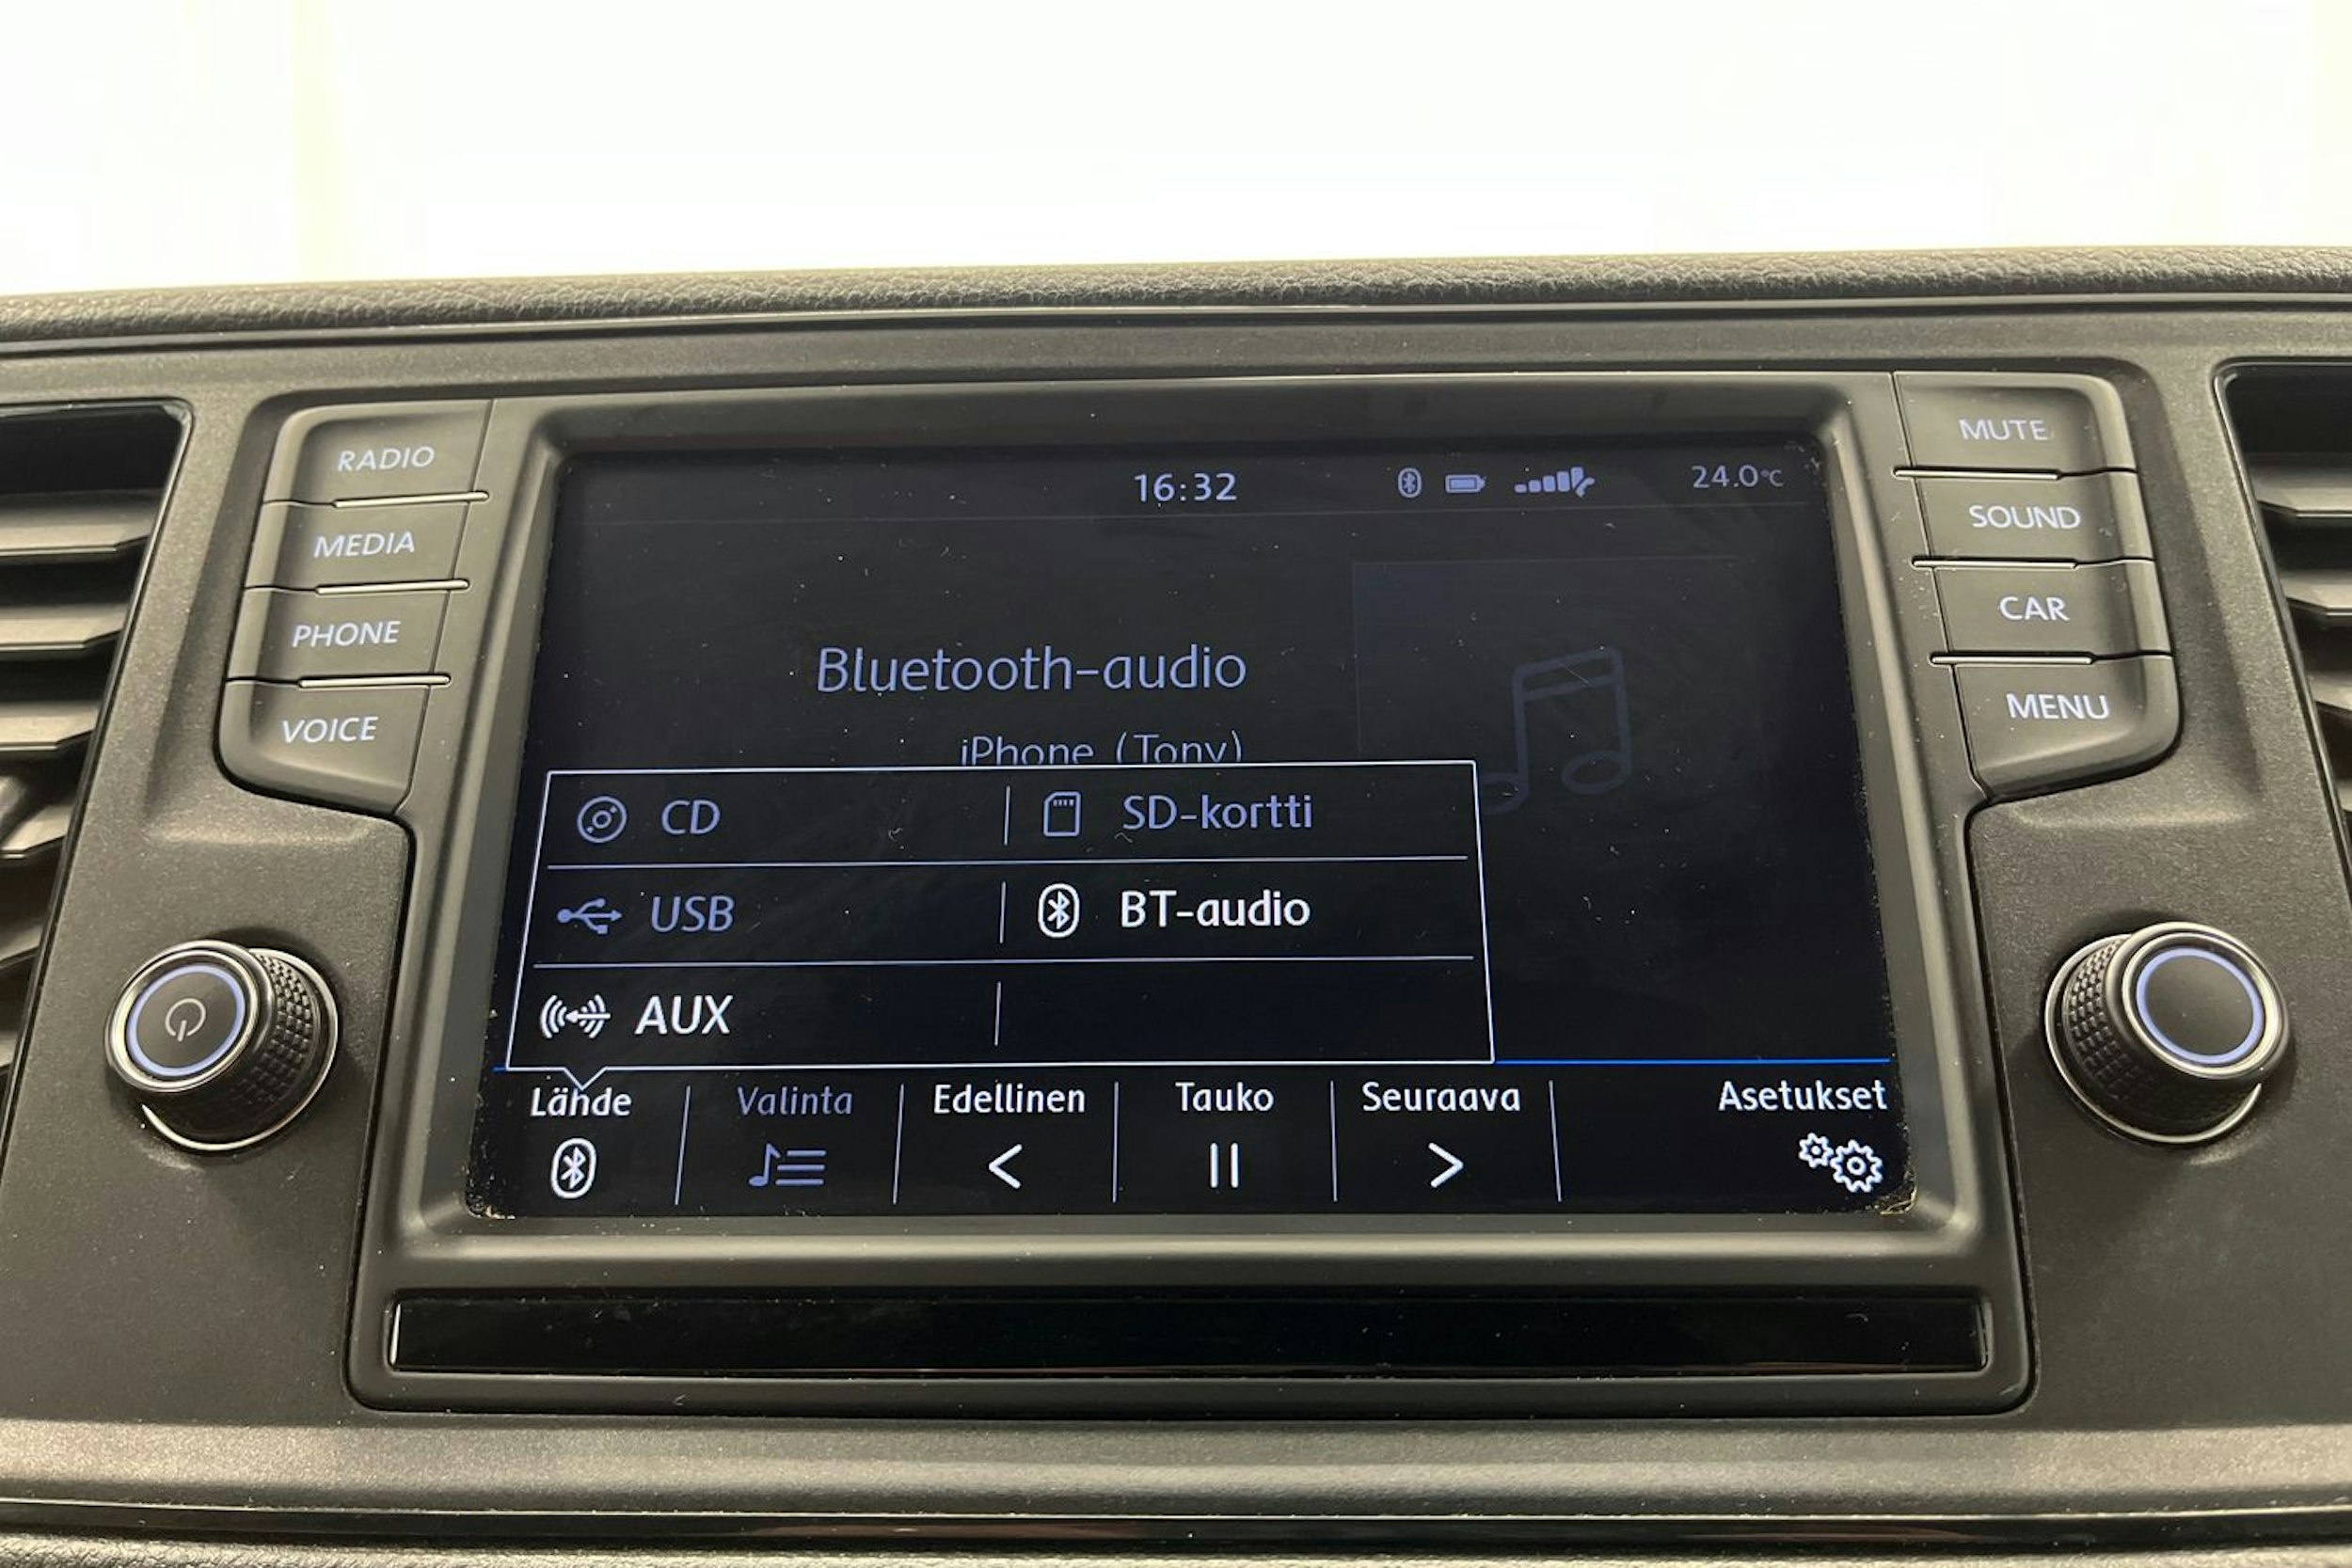 RADIO
MEDIA
PHONE
VOICE
16:32
24.0°C
Bluetooth-audio
iPhone (Tony)
CD
SD-kortti
USB
BT-audio
AUX
Lähde
Valinta
Edellinen
Tauko
Seuraava
Asetukset
MUTE
SOUND
CAR
MENU